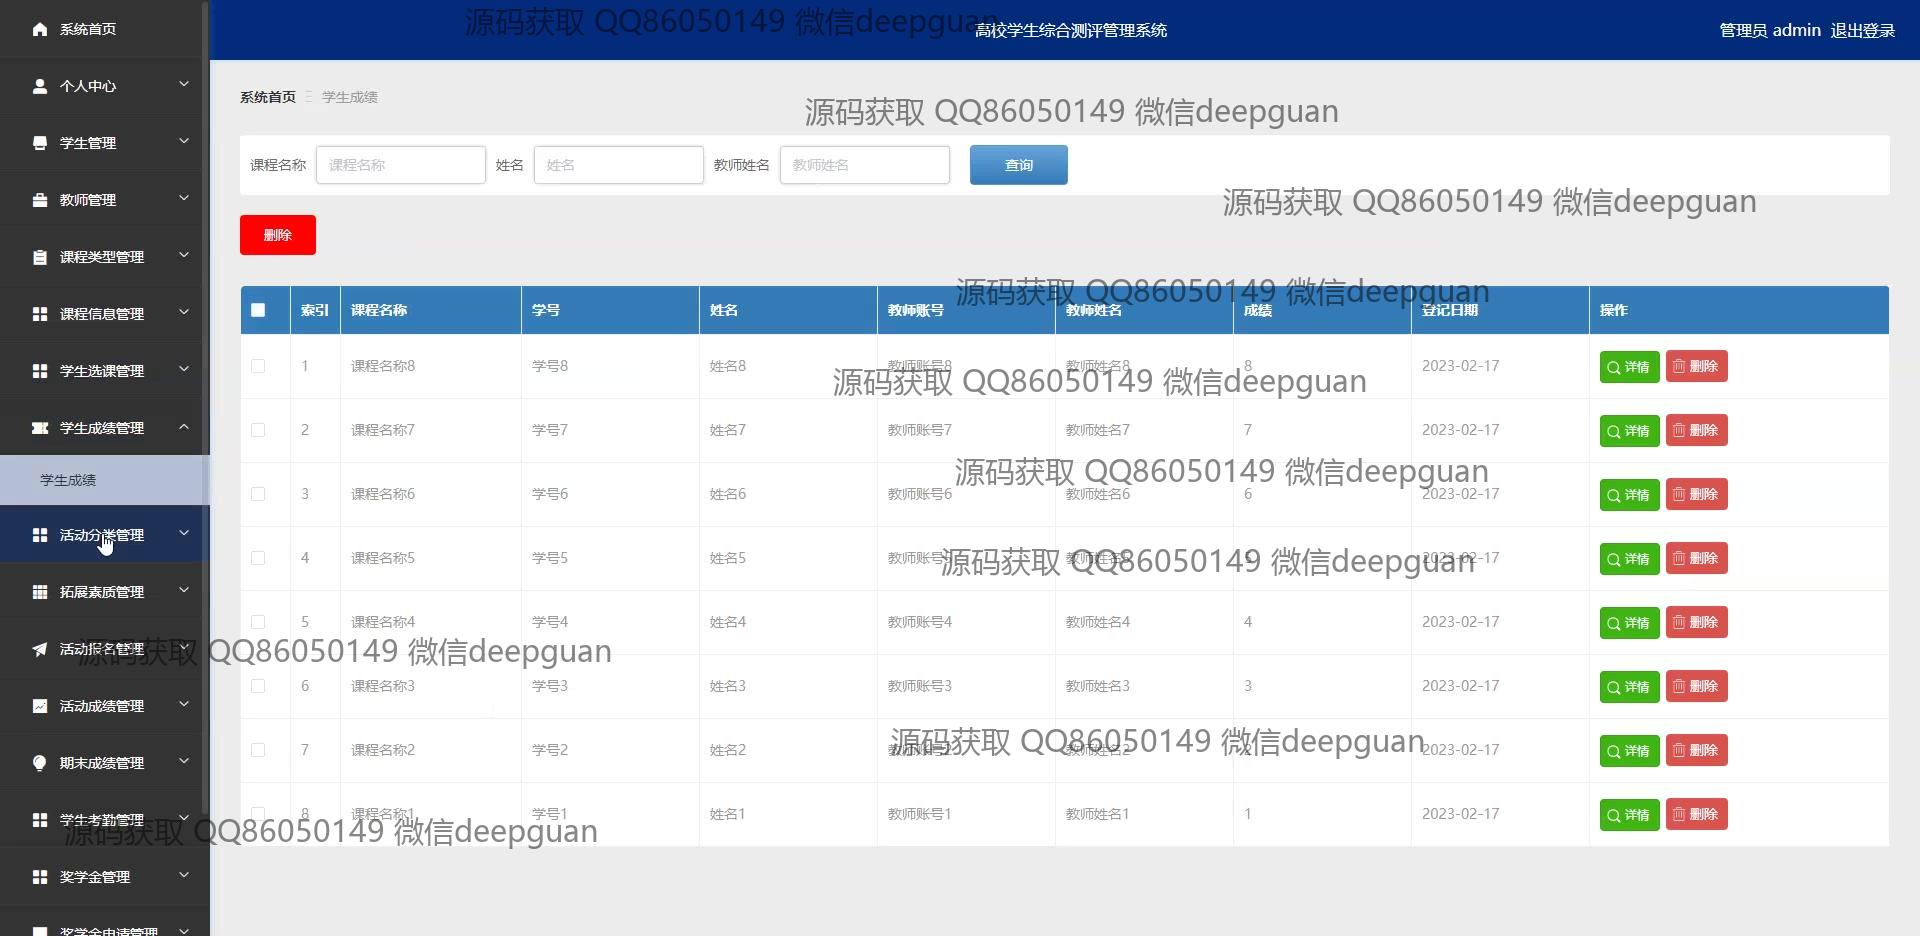 系统首页
个人中心
学生管理
教师管理
课程类型管理
课程信息管理
学生选课管理
学生成绩管理
学生成绩
活动分类管理
拓展素质管理
活动报名管理
活动成绩管理
期末成绩管理
学生考勤管理
奖学金管理
奖学金申请管理
源码获取 QQ86050149 微信deepguan
高校学生综合测评管理系统
管理员 admin 退出登录
系统首页 学生成绩
源码获取 QQ86050149 微信deepguan
课程名称 课程名称 姓名 姓名 教师姓名 教师姓名 查询
源码获取 QQ86050149 微信deepguan
删除
源码获取 QQ86050149 微信deepguan
索引 课程名称 学号 姓名 教师账号 教师姓名 成绩 登记日期 操作
1 课程名称8 学号8 姓名8 教师账号8 教师姓名8 8 2023-02-17 详情 删除
源码获取 QQ86050149 微信deepguan
2 课程名称7 学号7 姓名7 教师账号7 教师姓名7 7 2023-02-17 详情 删除
源码获取 QQ86050149 微信deepguan
3 课程名称6 学号6 姓名6 教师账号6 教师姓名6 6 2023-02-17 详情 删除
4 课程名称5 学号5 姓名5 教师账号5 教师姓名5 5 2023-02-17 详情 删除
源码获取 QQ86050149 微信deepguan
5 课程名称4 学号4 姓名4 教师账号4 教师姓名4 4 2023-02-17 详情 删除
源码获取 QQ86050149 微信deepguan
6 课程名称3 学号3 姓名3 教师账号3 教师姓名3 3 2023-02-17 详情 删除
源码获取 QQ86050149 微信deepguan
7 课程名称2 学号2 姓名2 教师账号2 教师姓名2 2 2023-02-17 详情 删除
8 课程名称1 学号1 姓名1 教师账号1 教师姓名1 1 2023-02-17 详情 删除
源码获取 QQ86050149 微信deepguan